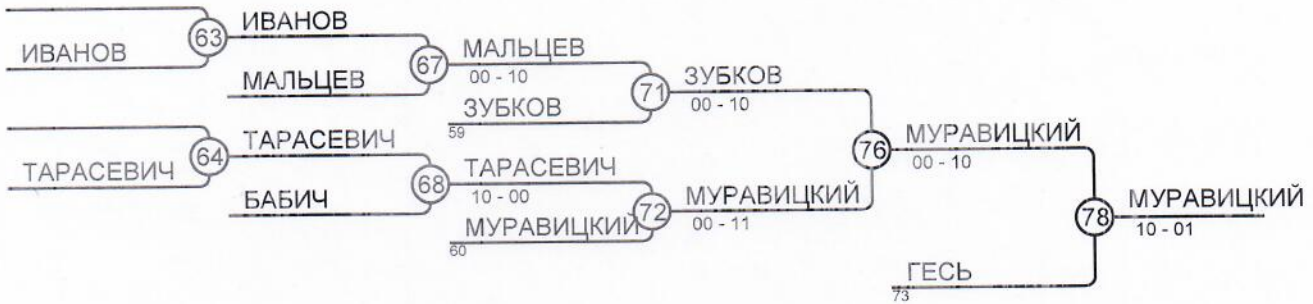 ИВАНОВ
63
ИВАНОВ
МАЛЬЦЕВ
67
МАЛЬЦЕВ
00 - 10
ЗУБКОВ
59
71
ЗУБКОВ
00 - 10
ТАРАСЕВИЧ
64
ТАРАСЕВИЧ
БАБИЧ
68
ТАРАСЕВИЧ
10 - 00
МУРАВИЦКИЙ
60
72
МУРАВИЦКИЙ
00 - 11
76
МУРАВИЦКИЙ
00 - 10
ГЕСЬ
73
78
МУРАВИЦКИЙ
10 - 01